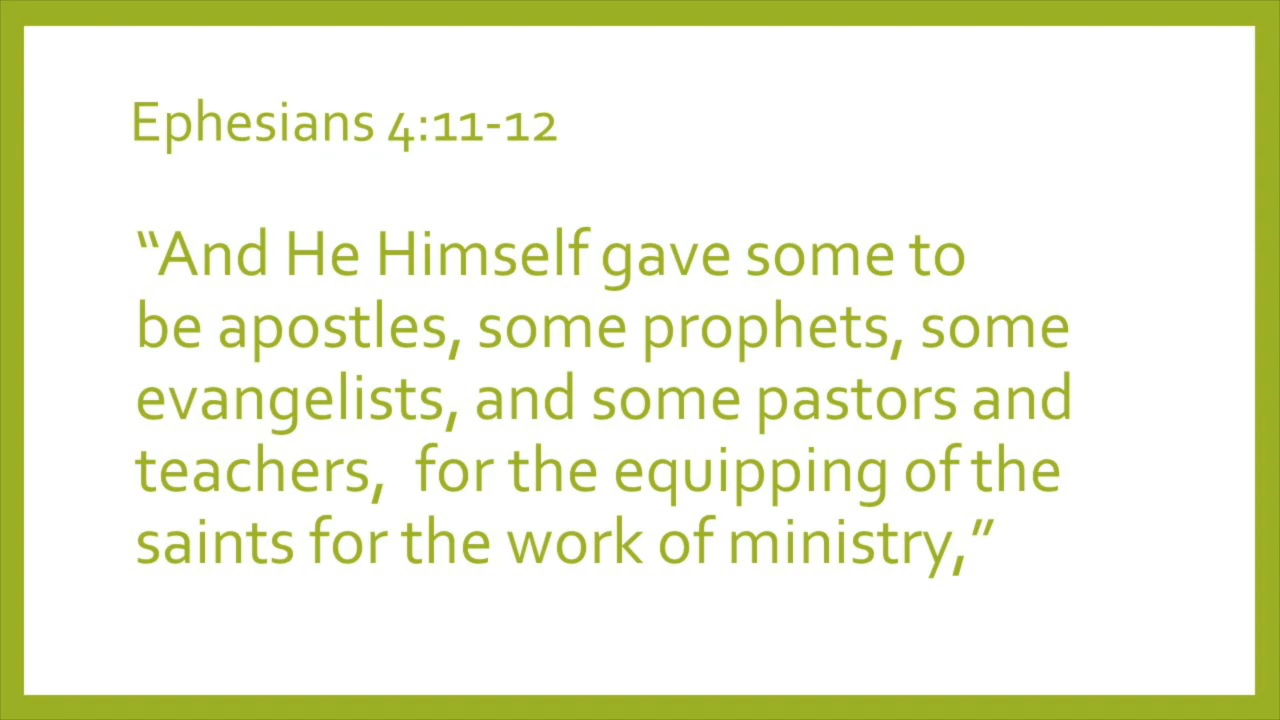 Ephesians 4:11-12
“And He Himself gave some to
be apostles, some prophets, some
evangelists, and some pastors and
teachers,  for the equipping of the
saints for the work of ministry,”